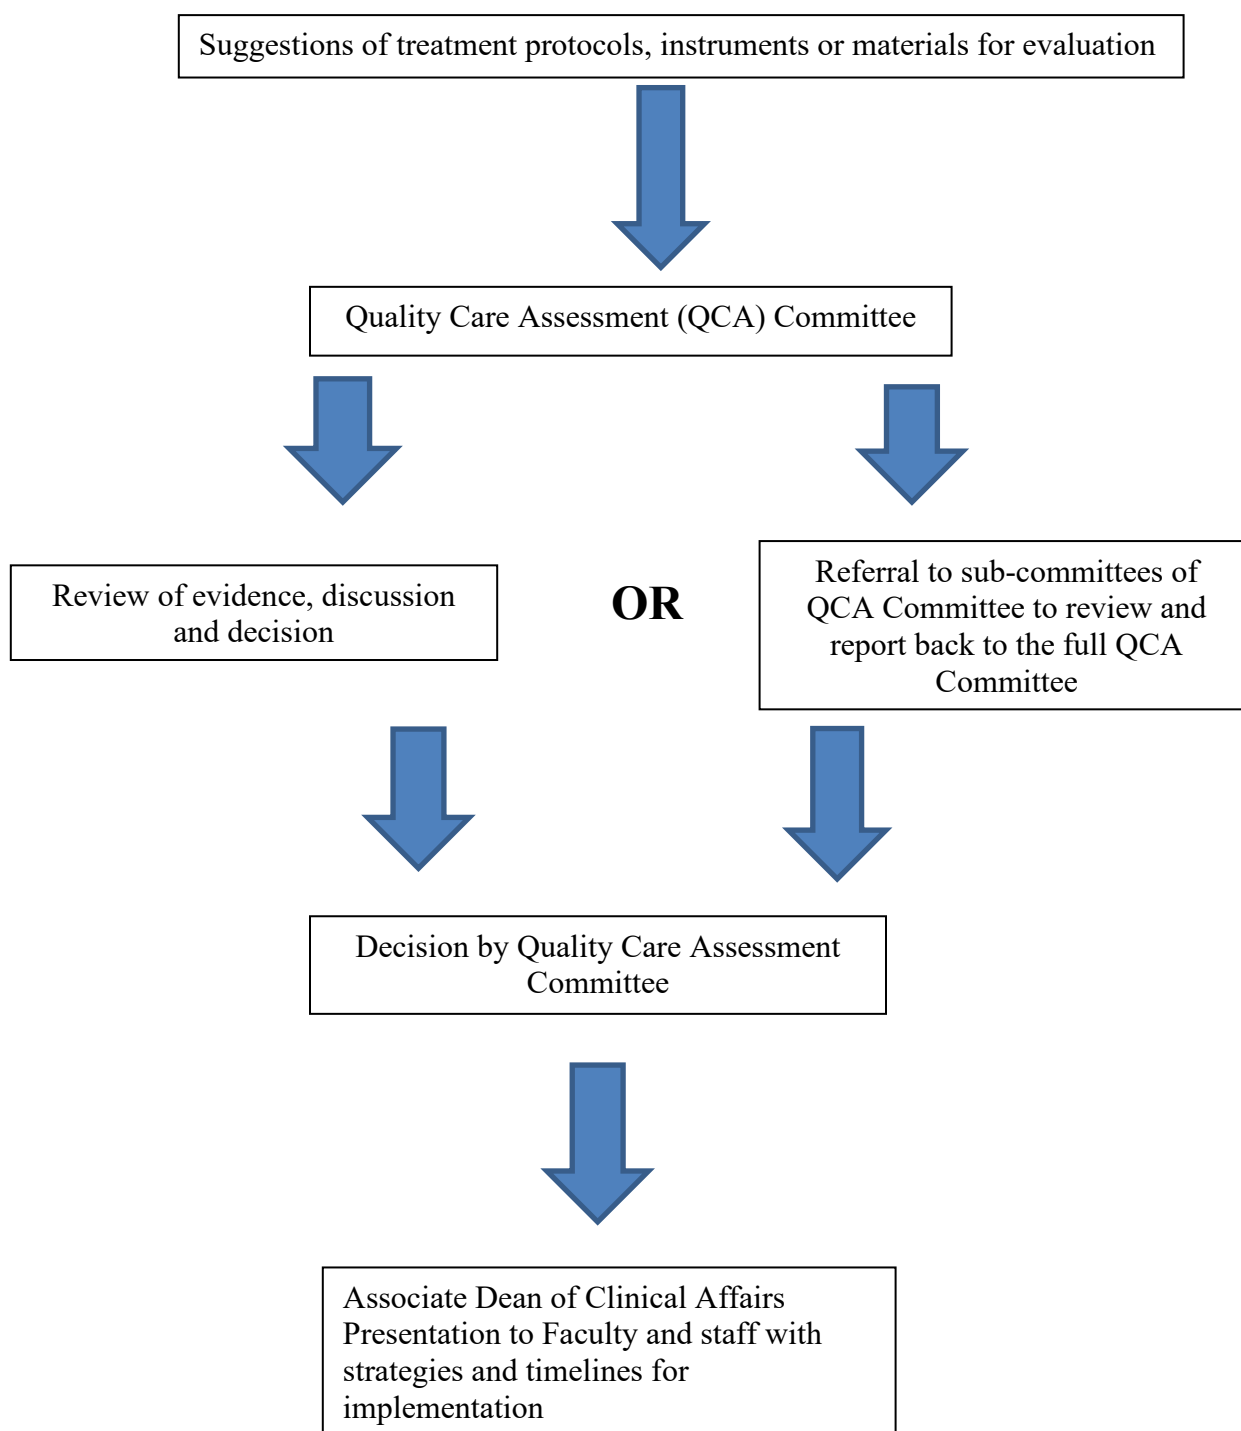 Suggestions of treatment protocols, instruments or materials for evaluation
Quality Care Assessment (QCA) Committee
Review of evidence, discussion
and decision
OR
Referral to sub-committees of
QCA Committee to review and
report back to the full QCA
Committee
Decision by Quality Care Assessment
Committee
Associate Dean of Clinical Affairs
Presentation to Faculty and staff with
strategies and timelines for
implementation